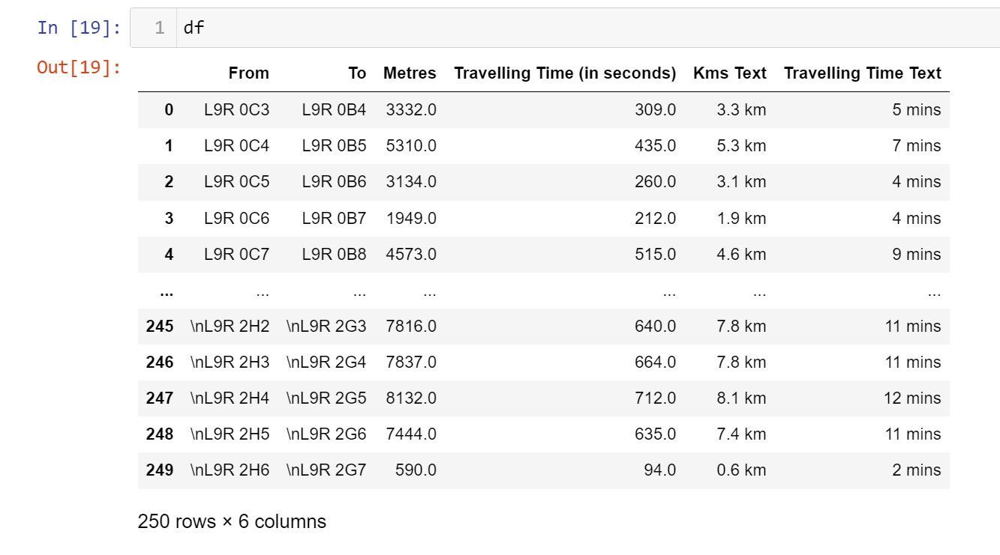 In [19]: 1 df
Out[19]:
From To Metres Travelling Time (in seconds) Kms Text Travelling Time Text
0 L9R 0C3 L9R 0B4 3332.0 309.0 3.3 km 5 mins
1 L9R 0C4 L9R 0B5 5310.0 435.0 5.3 km 7 mins
2 L9R 0C5 L9R 0B6 3134.0 260.0 3.1 km 4 mins
3 L9R 0C6 L9R 0B7 1949.0 212.0 1.9 km 4 mins
4 L9R 0C7 L9R 0B8 4573.0 515.0 4.6 km 9 mins
... ... ... ... ... ... ...
245 \nL9R 2H2 \nL9R 2G3 7816.0 640.0 7.8 km 11 mins
246 \nL9R 2H3 \nL9R 2G4 7837.0 664.0 7.8 km 11 mins
247 \nL9R 2H4 \nL9R 2G5 8132.0 712.0 8.1 km 12 mins
248 \nL9R 2H5 \nL9R 2G6 7444.0 635.0 7.4 km 11 mins
249 \nL9R 2H6 \nL9R 2G7 590.0 94.0 0.6 km 2 mins
250 rows × 6 columns